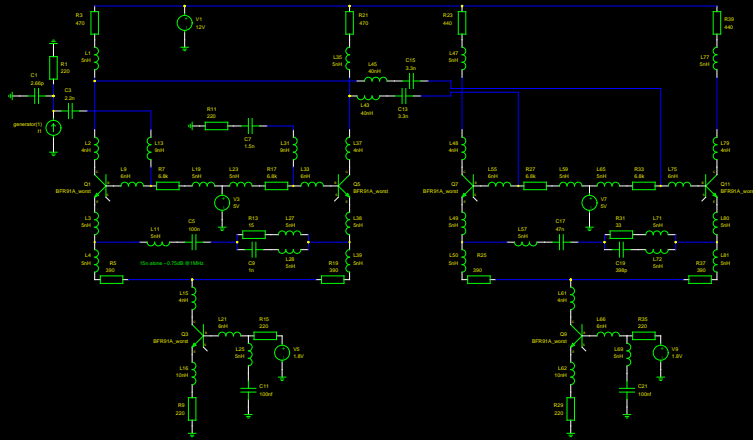 R3
470
V1
12V
R21
470
R23
440
R39
440
L1
5nH
L35
5nH
L45
40nH
C15
3.3n
L47
5nH
L77
5nH
R1
220
C1
2.66p
C3
2.2n
L43
40nH
C13
3.3n
generator(1)
I1
R11
220
C7
1.5n
L2
4nH
L13
9nH
L31
9nH
L37
4nH
L48
4nH
L79
4nH
L9
6nH
R7
6.8k
L19
5nH
L23
5nH
R17
6.8k
L33
6nH
L55
6nH
R27
6.8k
L59
5nH
L65
5nH
R33
6.8k
L75
6nH
Q1
BFR91A_worst
Q5
BFR91A_worst
Q7
BFR91A_worst
Q11
BFR91A_worst
V3
5V
V7
5V
L3
5nH
L11
5nH
C5
100n
R13
15
L27
5nH
L38
5nH
L49
5nH
L57
5nH
C17
47n
R31
33
L71
5nH
L80
5nH
L4
5nH
C9
1n
L28
5nH
L39
5nH
L50
5nH
C19
398p
L72
5nH
L81
5nH
R5
390
15n alone -0.75dB @1MHz
R19
390
R25
390
R37
390
L15
4nH
L61
4nH
Q3
BFR91A_worst
L21
6nH
R15
220
Q9
BFR91A_worst
L66
6nH
R35
220
L25
5nH
V5
1.8V
L69
5nH
V9
1.8V
L16
10nH
C11
100nf
L62
10nH
C21
100nf
R9
220
R29
220